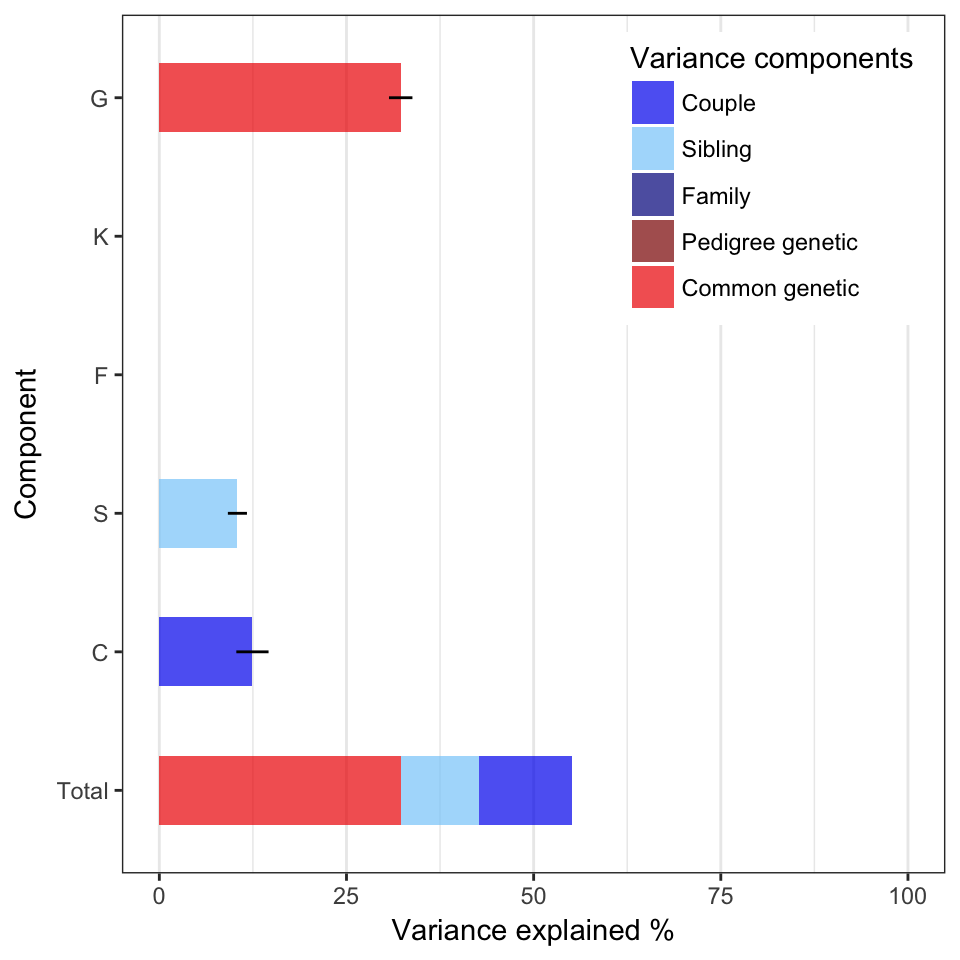 Variance components
Couple
Sibling
Family
Pedigree genetic
Common genetic
G
K
F
S
C
Total
Component
0 25 50 75 100
Variance explained %